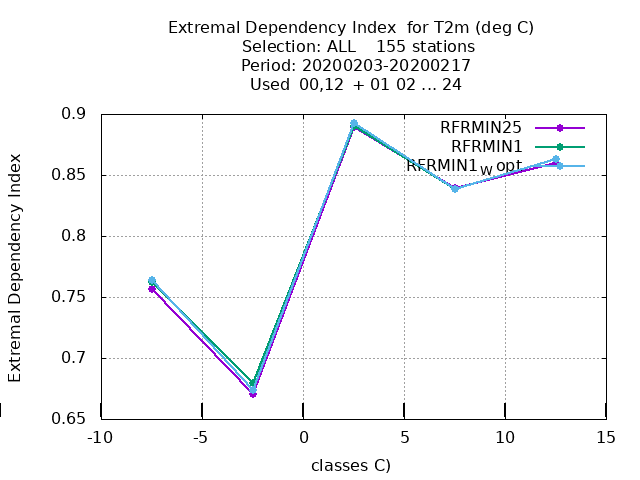 Extremal Dependency Index  for T2m (deg C)
Selection: ALL    155 stations
Period: 20200203-20200217
Used  00,12  + 01 02 ... 24
0.9
0.85
0.8
0.75
0.7
0.65
Extremal Dependency Index
RFRMIN25
RFRMIN1
RFRMIN1W opt
-10
-5
0
5
10
15
classes C)